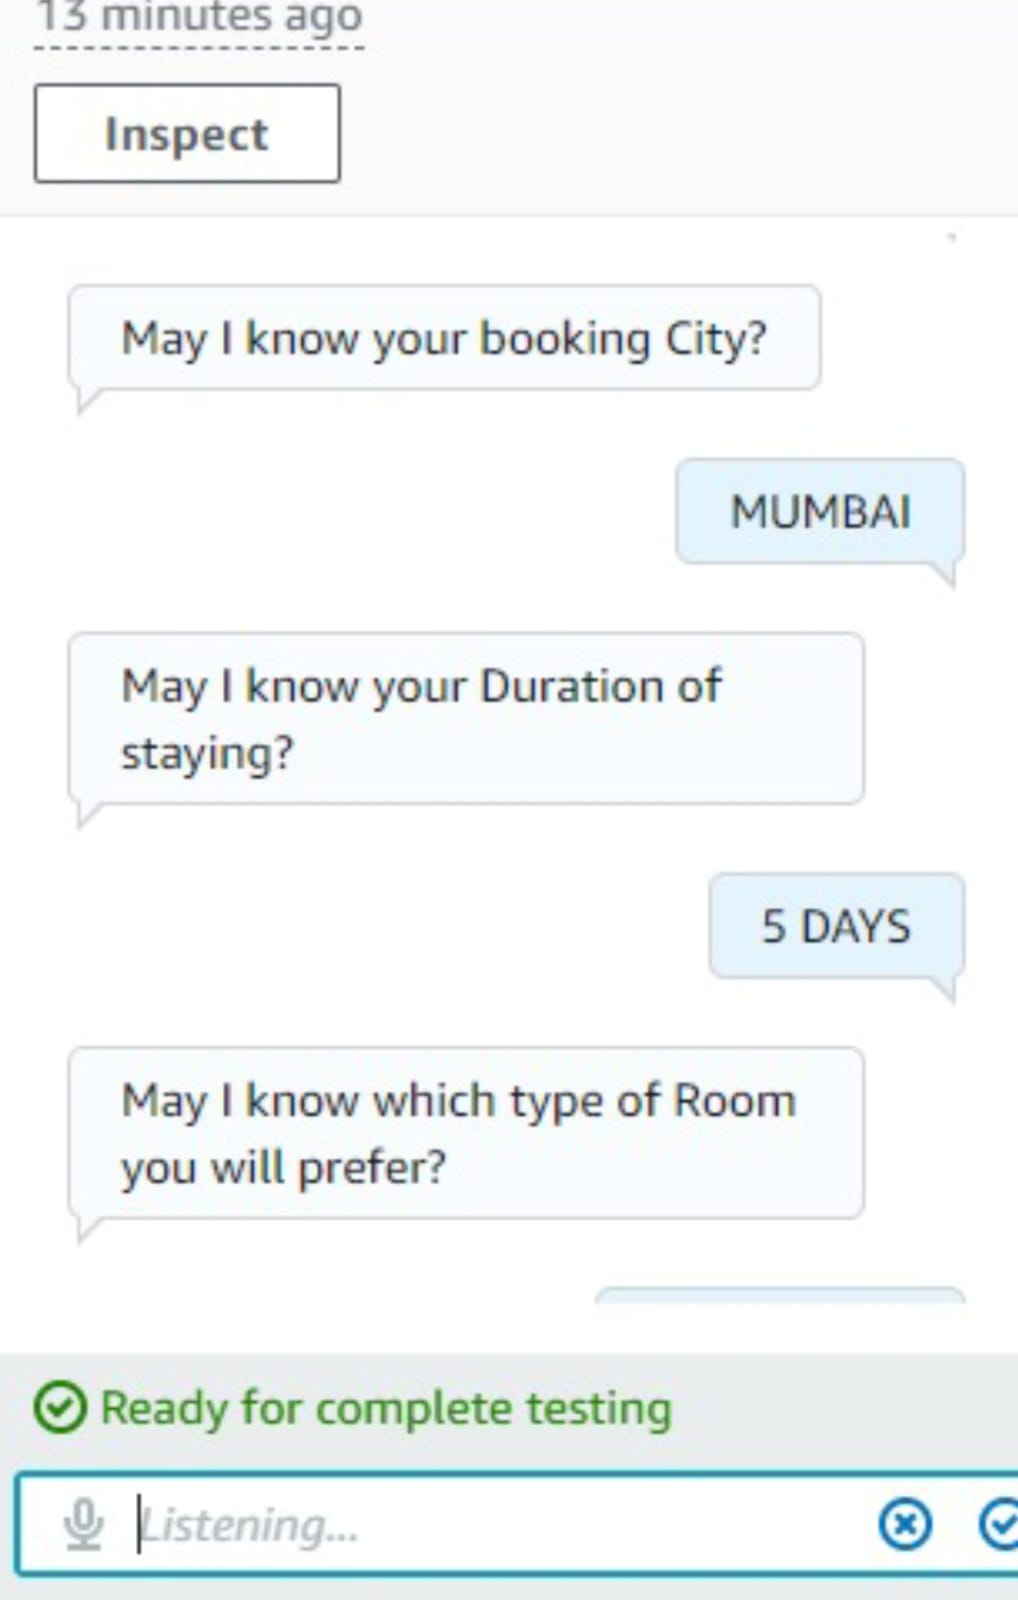 13 minutes ago
Inspect
May I know your booking City?
MUMBAI
May I know your Duration of
staying?
5 DAYS
May I know which type of Room
you will prefer?
Ready for complete testing
Listening...